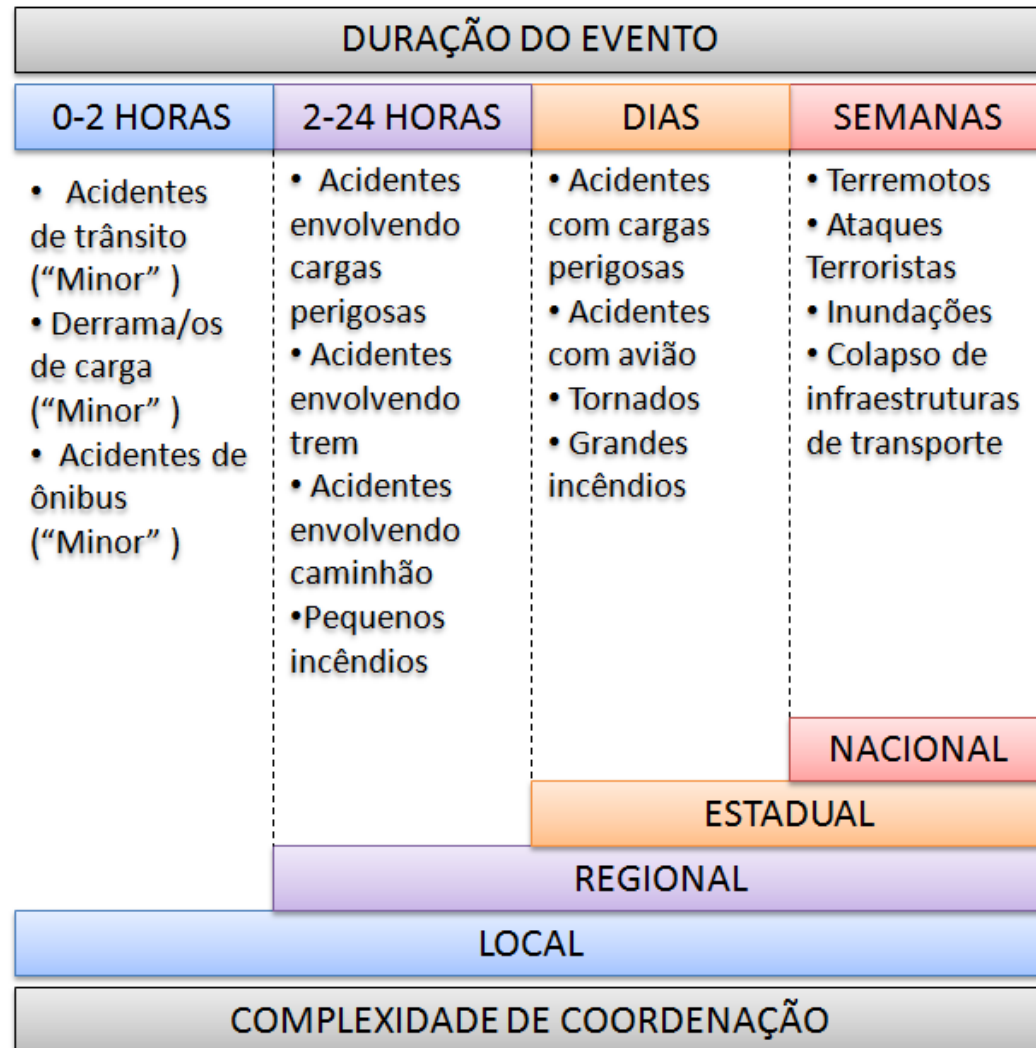 DURAÇÃO DO EVENTO
0-2 HORAS
2-24 HORAS
DIAS
SEMANAS
• Acidentes
de trânsito
(“Minor” )
• Derrama/os
de carga
(“Minor” )
• Acidentes de
ônibus
(“Minor” )
• Acidentes
envolvendo
cargas
perigosas
• Acidentes
envolvendo
trem
• Acidentes
envolvendo
caminhão
•Pequenos
incêndios
• Acidentes
com cargas
perigosas
• Acidentes
com avião
• Tornados
• Grandes
incêndios
• Terremotos
• Ataques
Terroristas
• Inundações
• Colapso de
infraestruturas
de transporte
NACIONAL
ESTADUAL
REGIONAL
LOCAL
COMPLEXIDADE DE COORDENAÇÃO